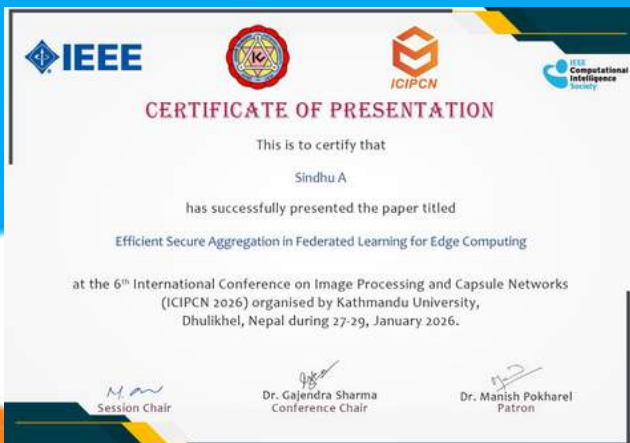 IEEE
ICIPCN
IEEE
Computational
Intelligence
Society
CERTIFICATE OF PRESENTATION
This is to certify that
Sindhu A
has successfully presented the paper titled
Efficient Secure Aggregation in Federated Learning for Edge Computing
at the 6th International Conference on Image Processing and Capsule Networks
(ICIPCN 2026) organised by Kathmandu University,
Dhulikhel, Nepal during 27-29, January 2026.
Session Chair
Dr. Gajendra Sharma
Conference Chair
Dr. Manish Pokharel
Patron